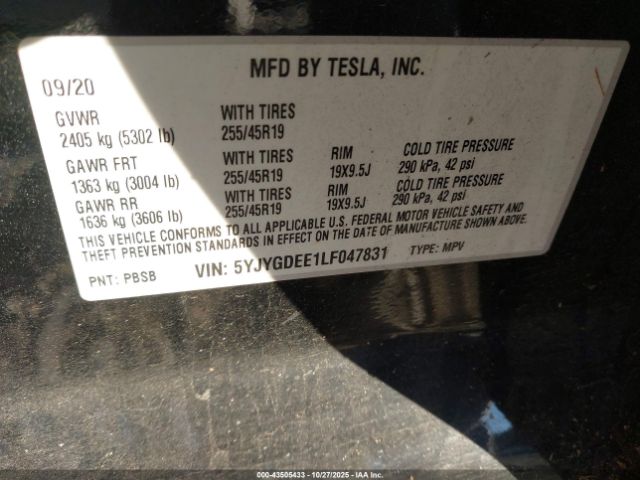 MFD BY TESLA, INC.
09/20
GVWR WITH TIRES
2405 kg (5302 lb) 255/45R19
GAWR FRT WITH TIRES RIM COLD TIRE PRESSURE
1363 kg (3004 lb) 255/45R19 19X9.5J 290 kPa, 42 psi
GAWR RR WITH TIRES RIM COLD TIRE PRESSURE
1636 kg (3606 lb) 255/45R19 19X9.5J 290 kPa, 42 psi
THIS VEHICLE CONFORMS TO ALL APPLICABLE U.S. FEDERAL MOTOR VEHICLE SAFETY AND
THEFT PREVENTION STANDARDS IN EFFECT ON THE DATE OF MANUFACTURE SHOWN ABOVE.
PNT: PBSB VIN: 5YJYGDEE1LF047831 TYPE: MPV
000-43505433 - 10/27/2025 - IAA, Inc.